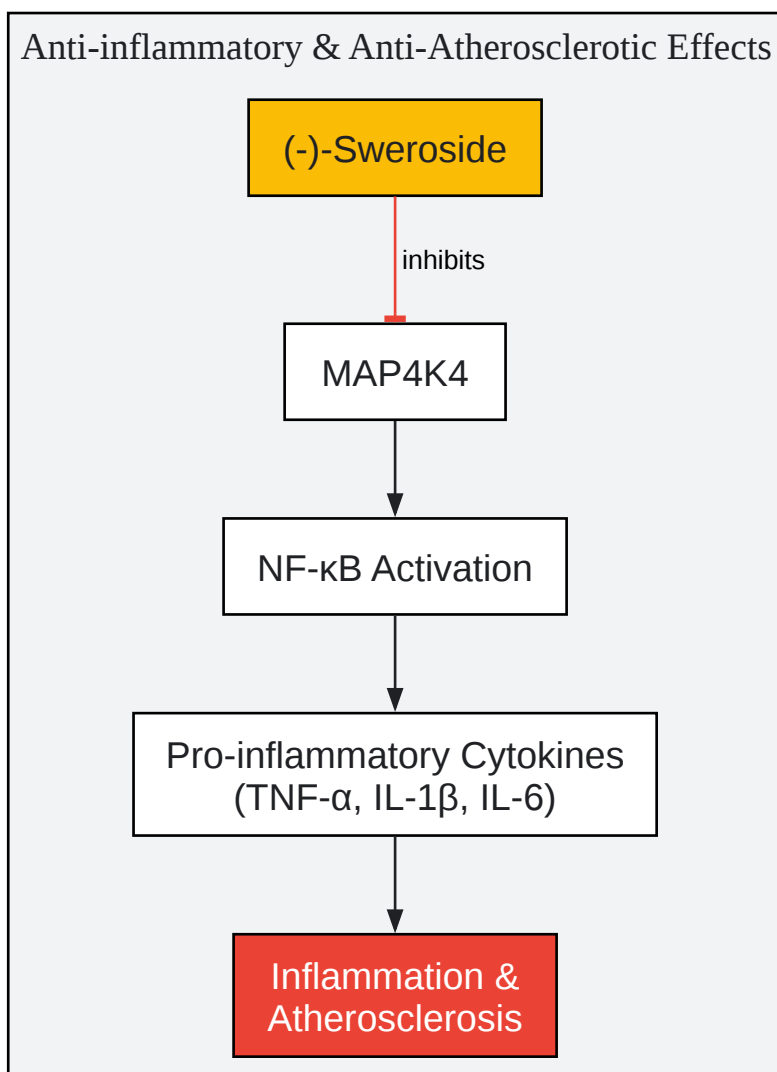 Anti-inflammatory & Anti-Atherosclerotic Effects
(-)-Sweroside
inhibits
MAP4K4
NF-κB Activation
Pro-inflammatory Cytokines
(TNF-α, IL-1β, IL-6)
Inflammation &
Atherosclerosis